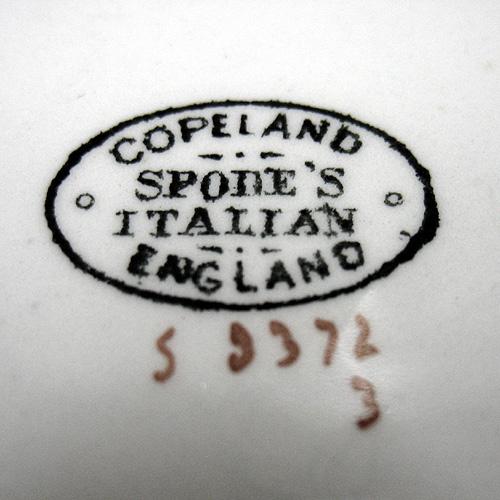 COPELAND
SPODE'S
ITALIAN
ENGLAND
S 3372
3